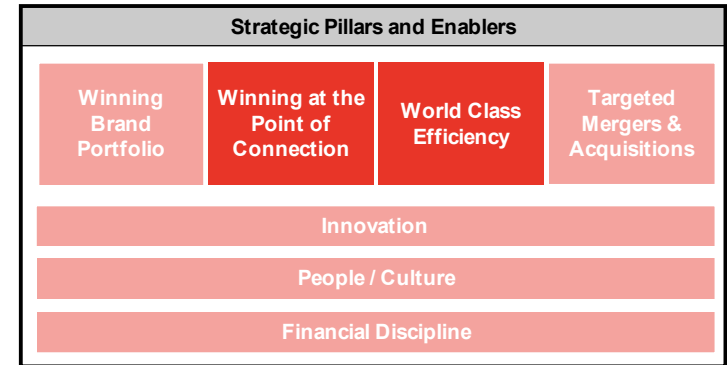 Strategic Pillars and Enablers
Winning
Brand
Portfolio
Winning at the
Point of
Connection
World Class
Efficiency
Targeted
Mergers &
Acquisitions
Innovation
People / Culture
Financial Discipline